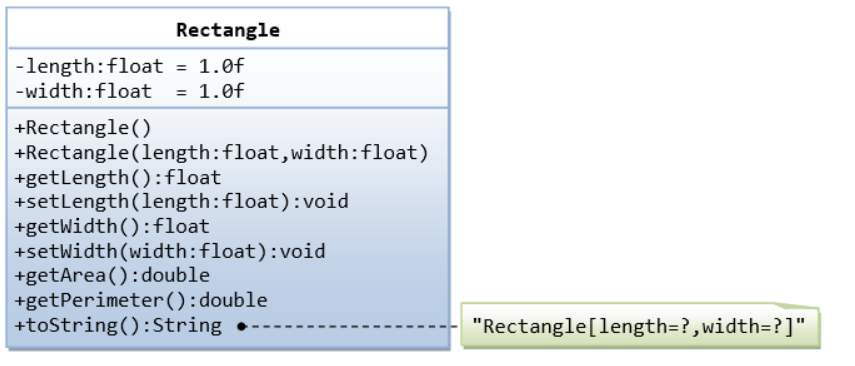 Rectangle
-length:float = 1.0f
-width:float  = 1.0f
+Rectangle()
+Rectangle(length:float,width:float)
+getLength():float
+setLength(length:float):void
+getWidth():float
+setWidth(width:float):void
+getArea():double
+getPerimeter():double
+toString():String
"Rectangle[length=?,width=?]"